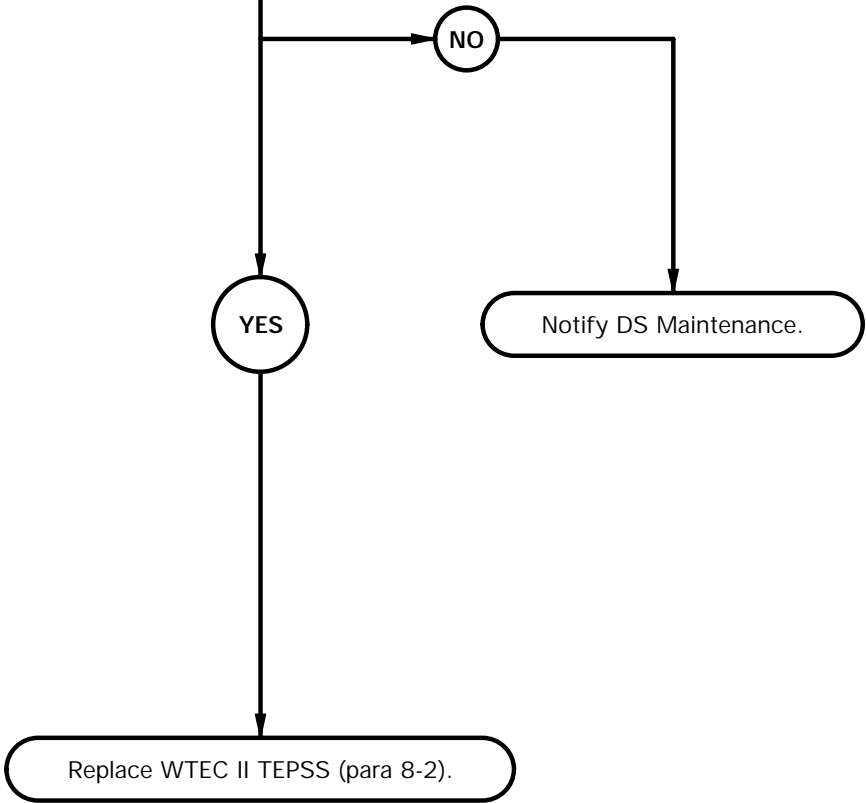 NO
YES
Notify DS Maintenance.
Replace WTEC II TEPSS (para 8-2).